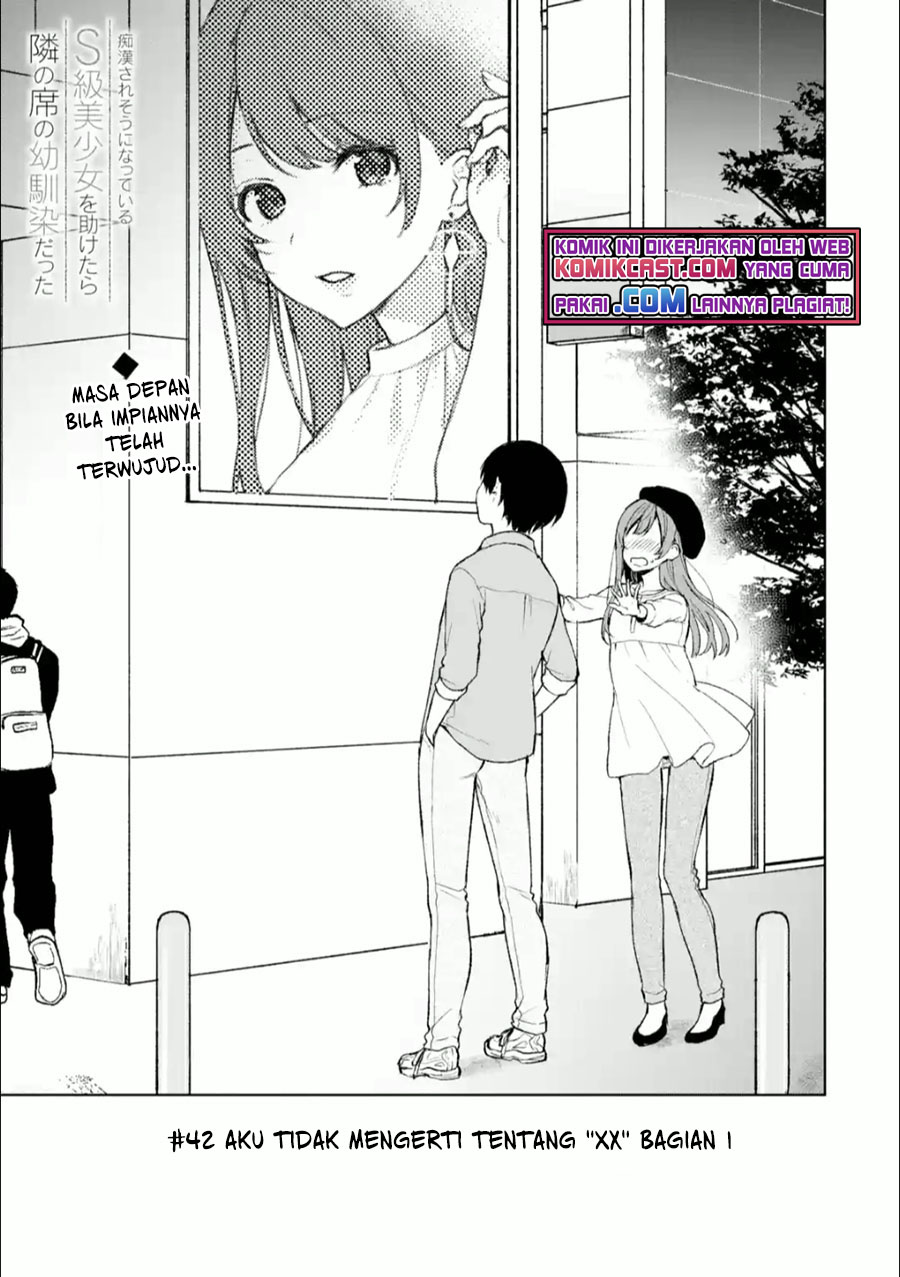 痴漢されそうになっている
S級美少女を助けたら
隣の席の幼馴染だった
KOMIK INI DIKERJAKAN OLEH WEB
KOMIKCAST.COM YANG CUMA
PAKAI .COM LAINNYA PLAGIAT!
MASA DEPAN
BILA IMPIANNYA
TELAH
TERWUJUD...
#42 AKU TIDAK MENGERTI TENTANG "XX" BAGIAN 1